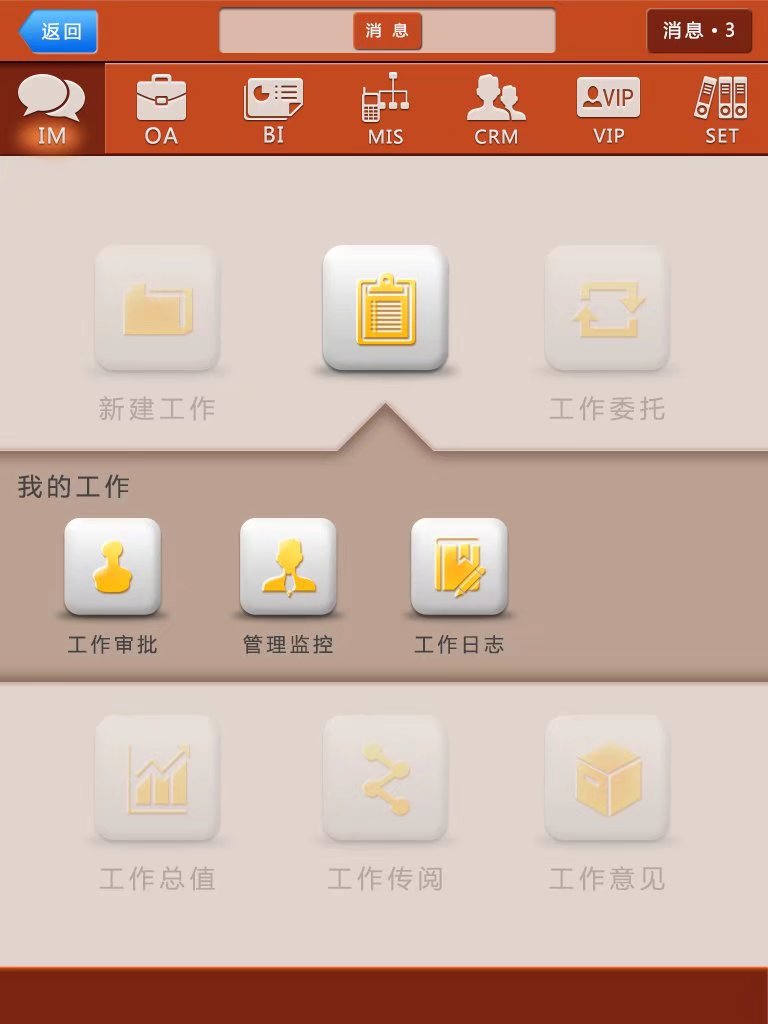 返回
消息
消息·3
IM
OA
BI
MIS
CRM
VIP
VIP
SET
新建工作
工作委托
我的工作
工作审批
管理监控
工作日志
工作总值
工作传阅
工作意见